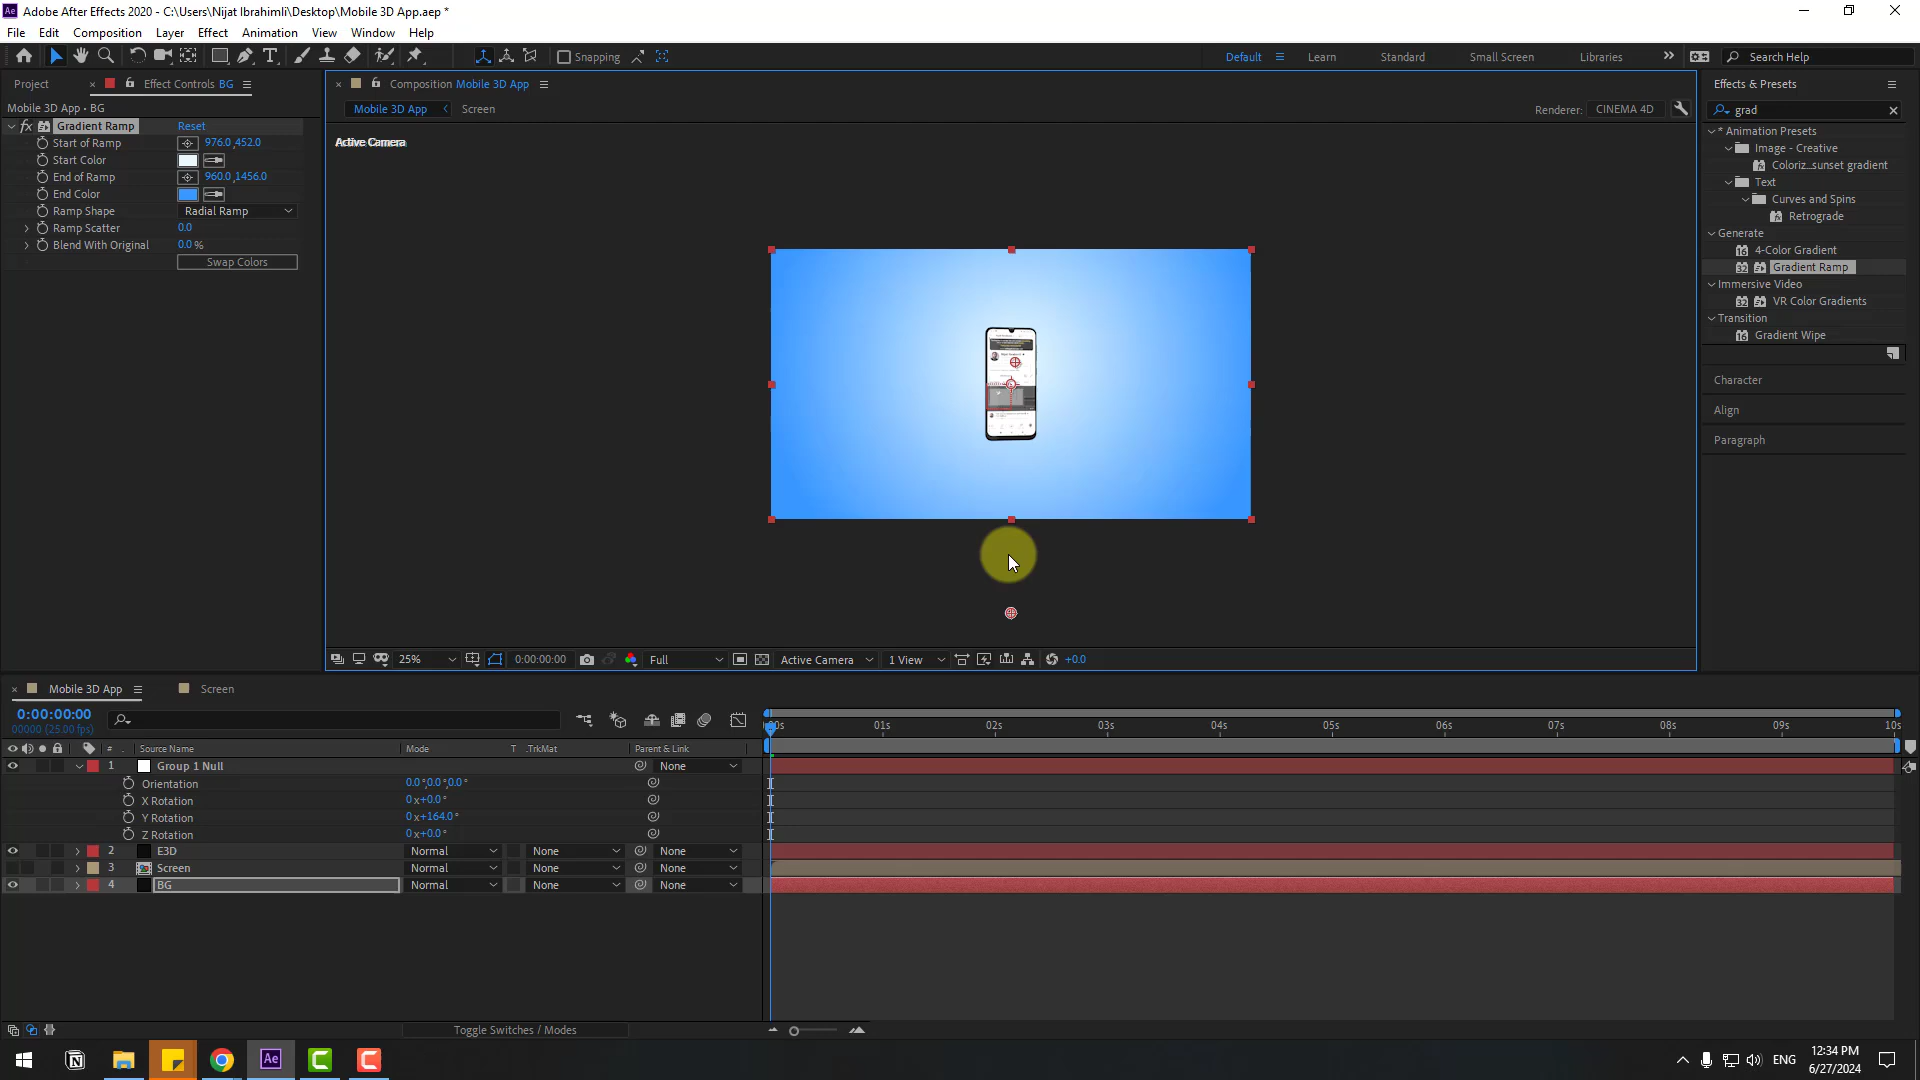 Adobe After Effects 2020 - C:\Users\Nijat Ibrahimli\Desktop\Mobile 3D App.aep *
File Edit Composition Layer Effect Animation View Window Help
Snapping Default Learn Standard Small Screen Libraries Search Help
Project Effect Controls BG
Composition Mobile 3D App
Effects & Presets
Mobile 3D App • BG
Mobile 3D App Screen
Renderer: CINEMA 4D
grad
Gradient Ramp Reset
Start of Ramp 976.0,452.0
Start Color
End of Ramp 960.0,1456.0
End Color
Ramp Shape Radial Ramp
Ramp Scatter 0.0
Blend With Original 0.0 %
Swap Colors
Active Camera
* Animation Presets
Image - Creative
Coloriz...sunset gradient
Text
Curves and Spins
Retrograde
Generate
4-Color Gradient
Gradient Ramp
Immersive Video
VR Color Gradients
Transition
Gradient Wipe
Character
Align
Paragraph
25% 0:00:00:00 Full Active Camera 1 View +0.0
Mobile 3D App Screen
0:00:00:00
00000 (25.00 fps)
:00s 01s 02s 03s 04s 05s 06s 07s 08s 09s 10s
# Source Name Mode T .TrkMat Parent & Link
1 Group 1 Null None
Orientation 0.0°,0.0°,0.0°
X Rotation 0x+0.0°
Y Rotation 0x+164.0°
Z Rotation 0x+0.0°
2 E3D Normal None None
3 Screen Normal None None
4 BG Normal None None
Toggle Switches / Modes
ENG 12:34 PM
6/27/2024